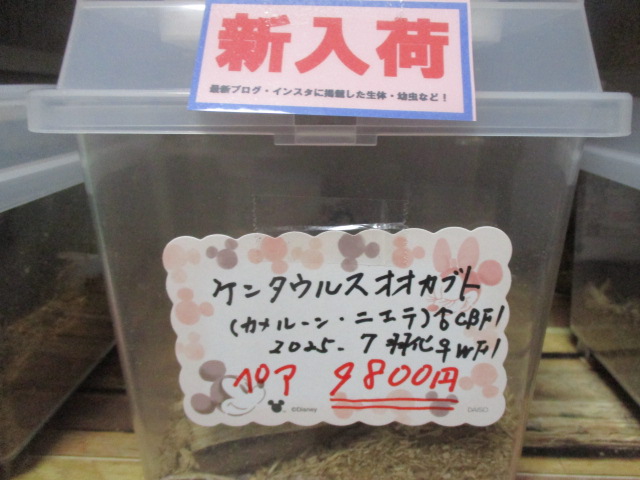 新入荷
最新ブログ・インスタに掲載した生体・幼虫など！
ケンタウルスオオカブト
(カメルーン・ニエテ)♂CBF1
2025.7羽化♀WF1
ペア 9800円
©Disney DAISO